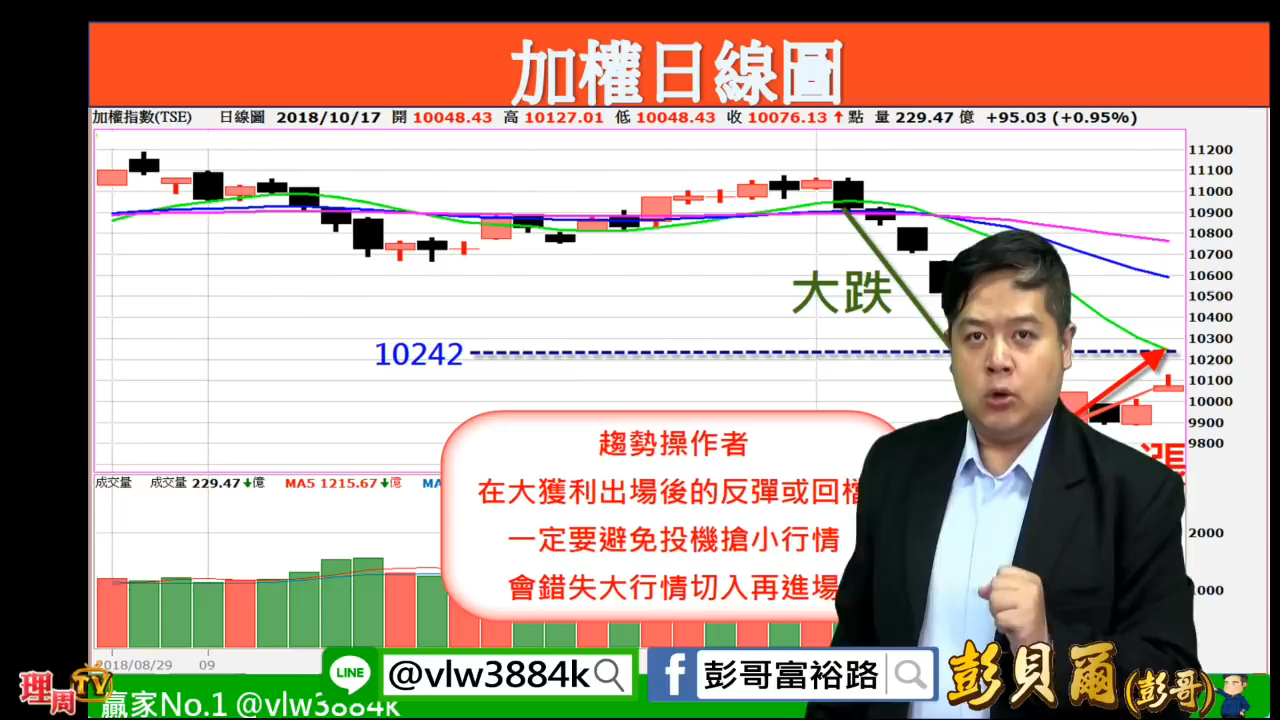 加權日線圖
加權指數(TSE) 日線圖 2018/10/17 開 10048.43 高 10127.01 低 10048.43 收 10076.13 ↑ 點 量 229.47 億 +95.03 (+0.95%)
11200
11100
11000
10900
10800
10700
10600
10500
10400
10300
10200
10100
10000
9900
9800
大跌
10242
漲
趨勢操作者
在大獲利出場後的反彈或回檔
一定要避免投機搶小行情
會錯失大行情切入再進場
成交量 成交量 229.47↓億 MA5 1215.67↓億 MA
2000
1000
2018/08/29 09
LINE @vlw3884k
f 彭哥富裕路
彭貝爾(彭哥)
理周TV
贏家No.1 @vlw3884k